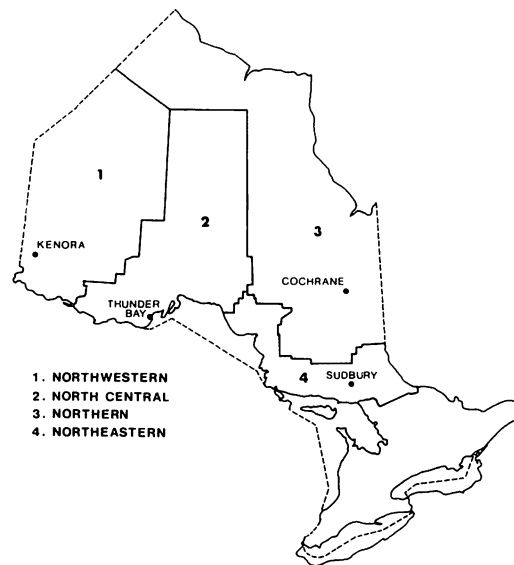 1
2
3
KENORA
COCHRANE
THUNDER
BAY
4
SUDBURY
1. NORTHWESTERN
2. NORTH CENTRAL
3. NORTHERN
4. NORTHEASTERN